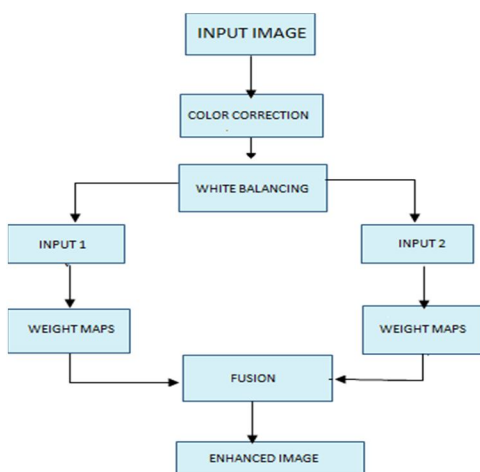 INPUT IMAGE
COLOR CORRECTION
WHITE BALANCING
INPUT 1
INPUT 2
WEIGHT MAPS
WEIGHT MAPS
FUSION
ENHANCED IMAGE